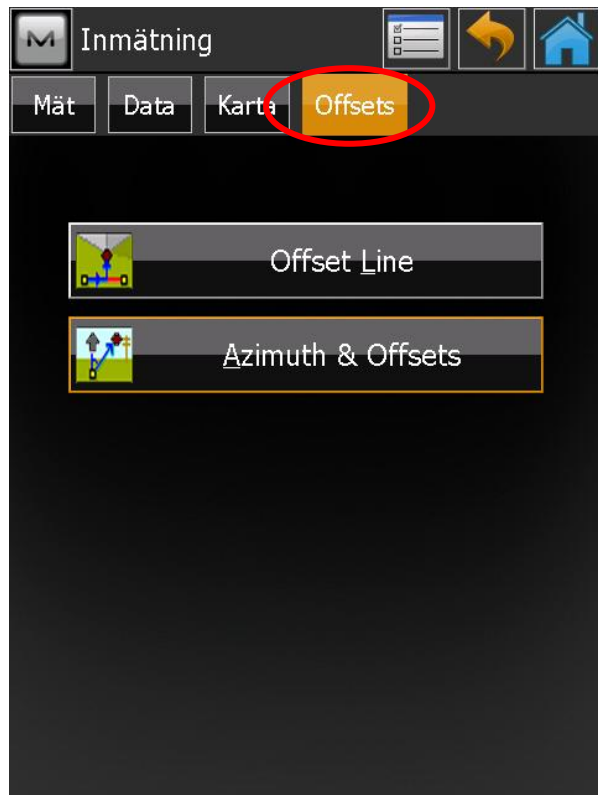 Inmätning
Mät Data Karta Offsets
Offset Line
Azimuth & Offsets